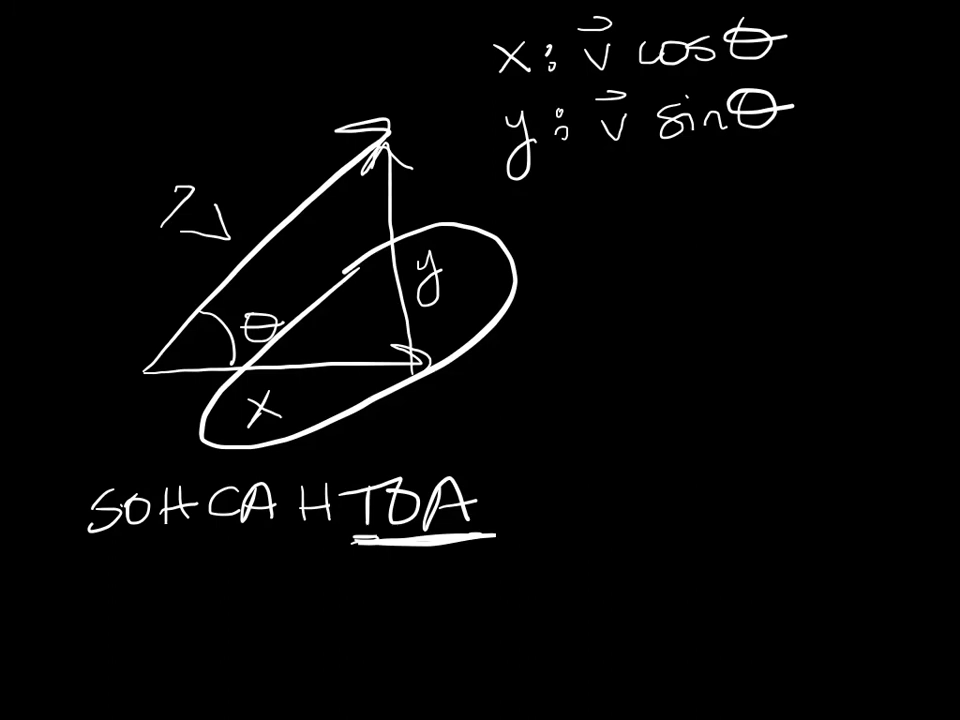 x: v⃗ cosθ
y: v⃗ sinθ
v⃗
y
θ
x
SOHCAHTOA